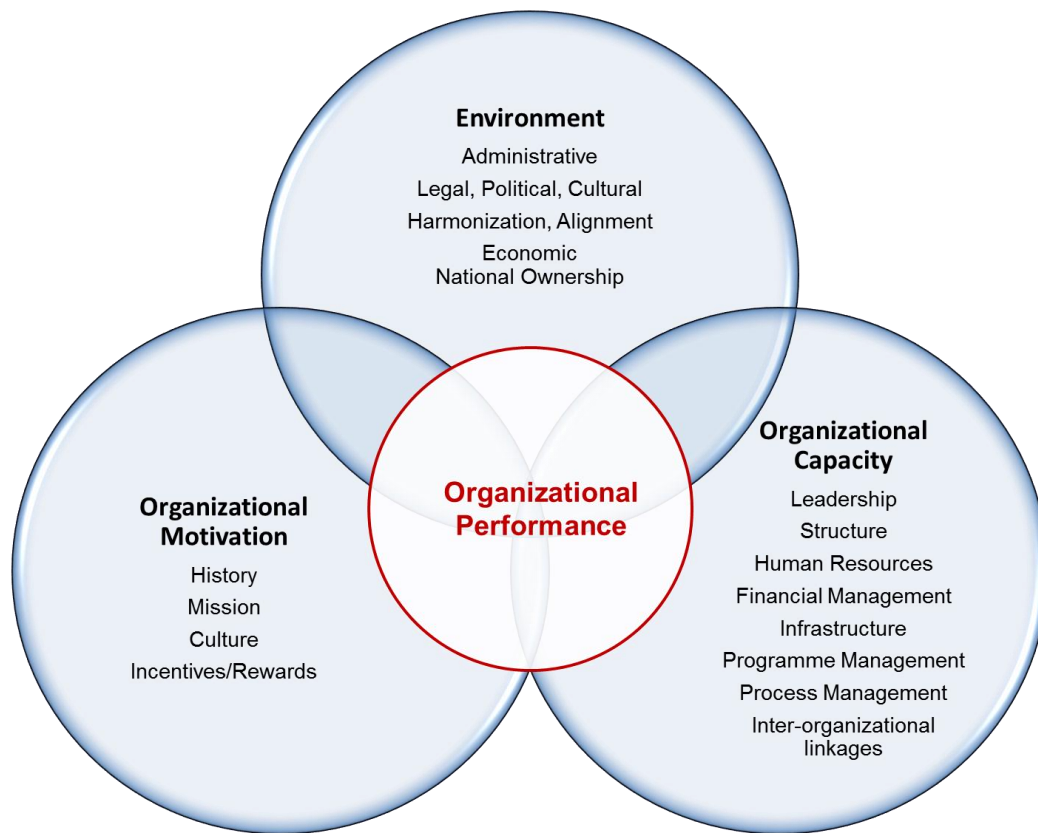 Environment
Administrative
Legal, Political, Cultural
Harmonization, Alignment
Economic
National Ownership
Organizational
Motivation
History
Mission
Culture
Incentives/Rewards
Organizational
Performance
Organizational
Capacity
Leadership
Structure
Human Resources
Financial Management
Infrastructure
Programme Management
Process Management
Inter-organizational
linkages